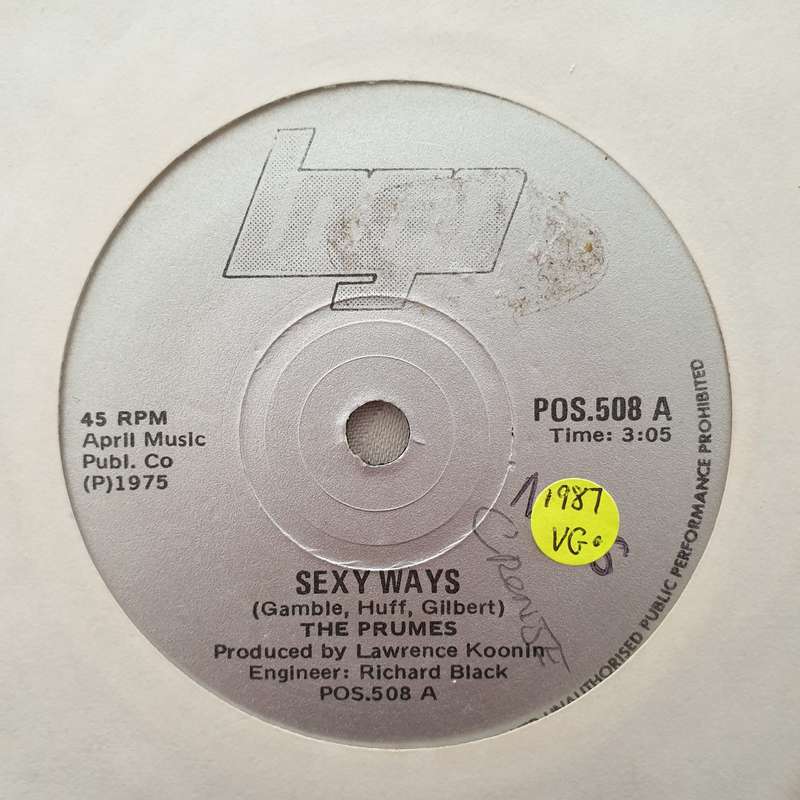 45 RPM
April Music
Publ. Co
(P)1975
POS.508 A
Time: 3:05
1987
VG
SEXY WAYS
(Gamble, Huff, Gilbert)
THE PRUMES
Produced by Lawrence Koonin
Engineer: Richard Black
POS.508 A
UNAUTHORISED PUBLIC PERFORMANCE PROHIBITED